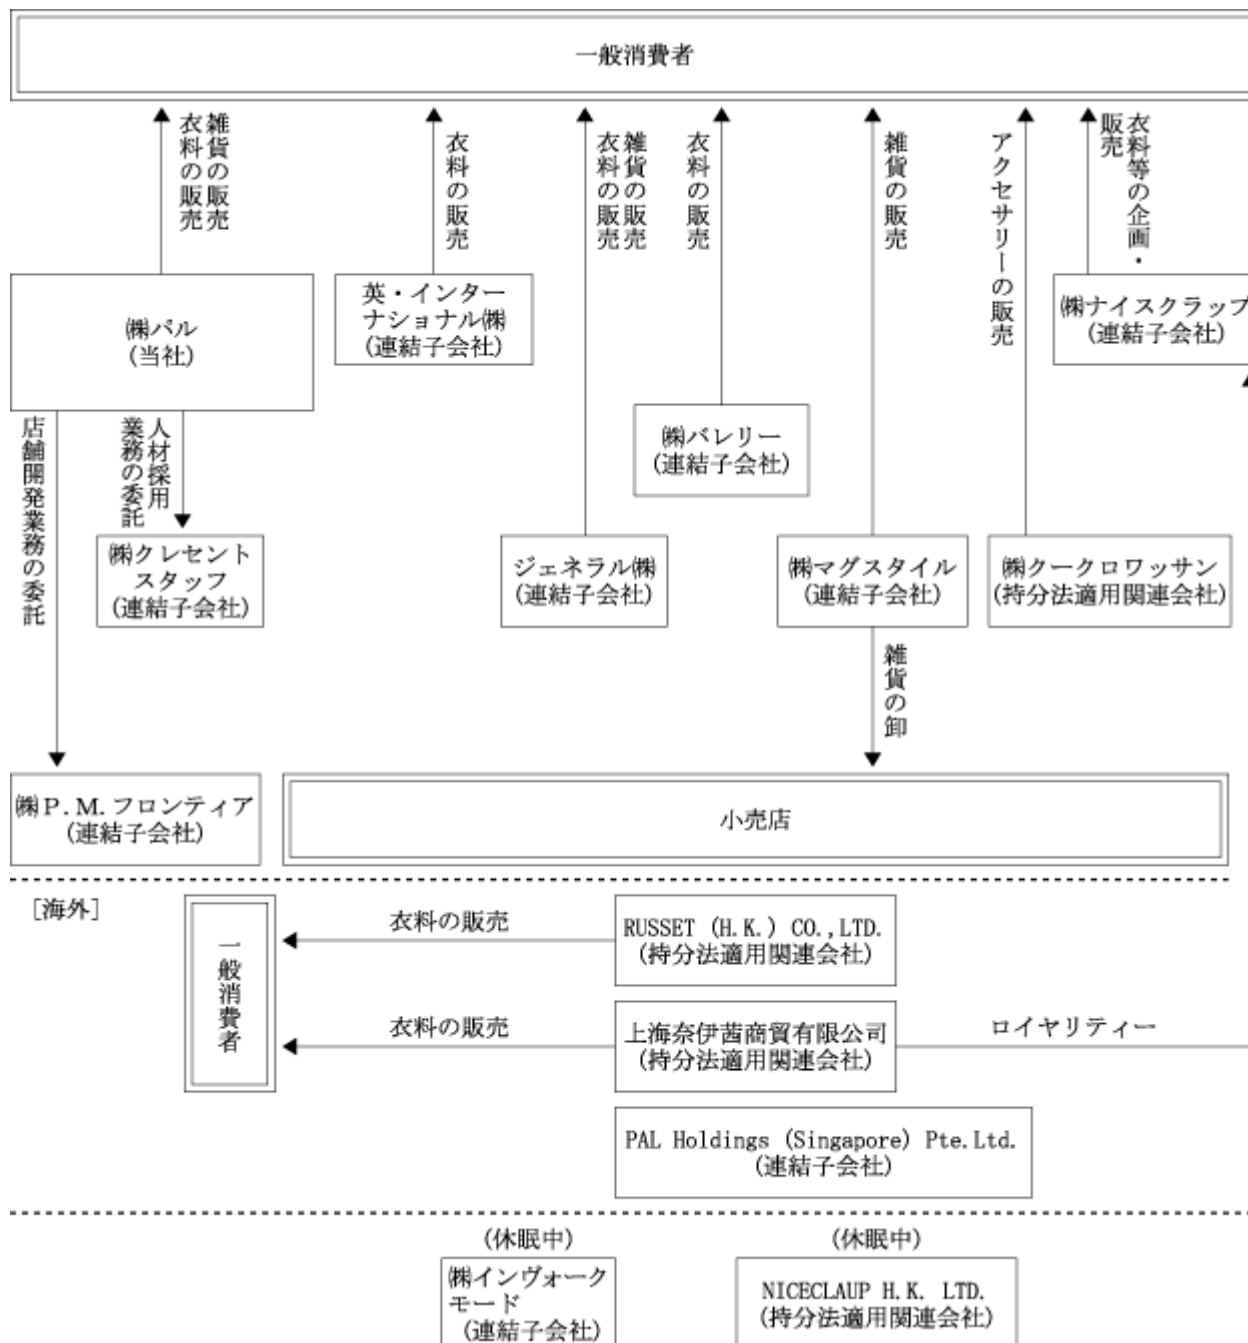 一般消費者
雑貨の販売
衣料の販売
衣料の販売
雑貨の販売
衣料の販売
衣料の販売
雑貨の販売
アクセサリーの販売
衣料等の企画・
販売
㈱パル
(当社)
英・インター
ナショナル㈱
(連結子会社)
㈱ナイスクラップ
(連結子会社)
㈱バレリー
(連結子会社)
店舗開発業務の委託
人材採用
業務の委託
㈱クレセント
スタッフ
(連結子会社)
ジェネラル㈱
(連結子会社)
㈱マグスタイル
(連結子会社)
㈱クークロワッサン
(持分法適用関連会社)
雑貨の卸
㈱P.M.フロンティア
(連結子会社)
小売店
[海外]
一般消費者
衣料の販売
RUSSET (H.K.) CO.,LTD.
(持分法適用関連会社)
衣料の販売
上海奈伊茜商貿有限公司
(持分法適用関連会社)
ロイヤリティー
PAL Holdings (Singapore) Pte.Ltd.
(連結子会社)
(休眠中)
㈱インヴォーク
モード
(連結子会社)
(休眠中)
NICECLAUP H.K. LTD.
(持分法適用関連会社)